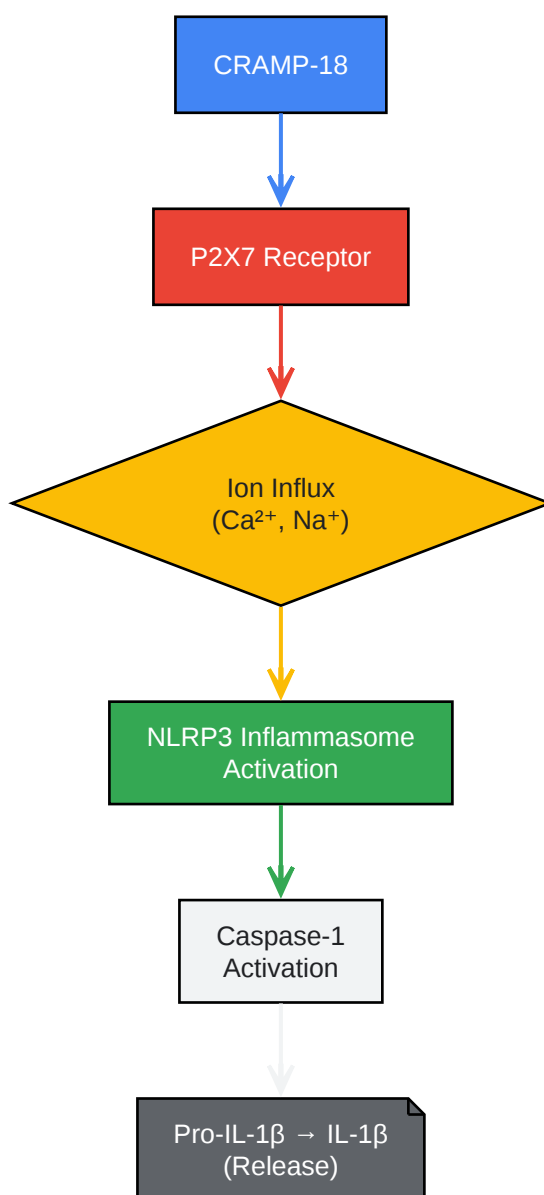 CRAMP-18
P2X7 Receptor
Ion Influx
(Ca²⁺, Na⁺)
NLRP3 Inflammasome
Activation
Caspase-1
Activation
Pro-IL-1β → IL-1β
(Release)